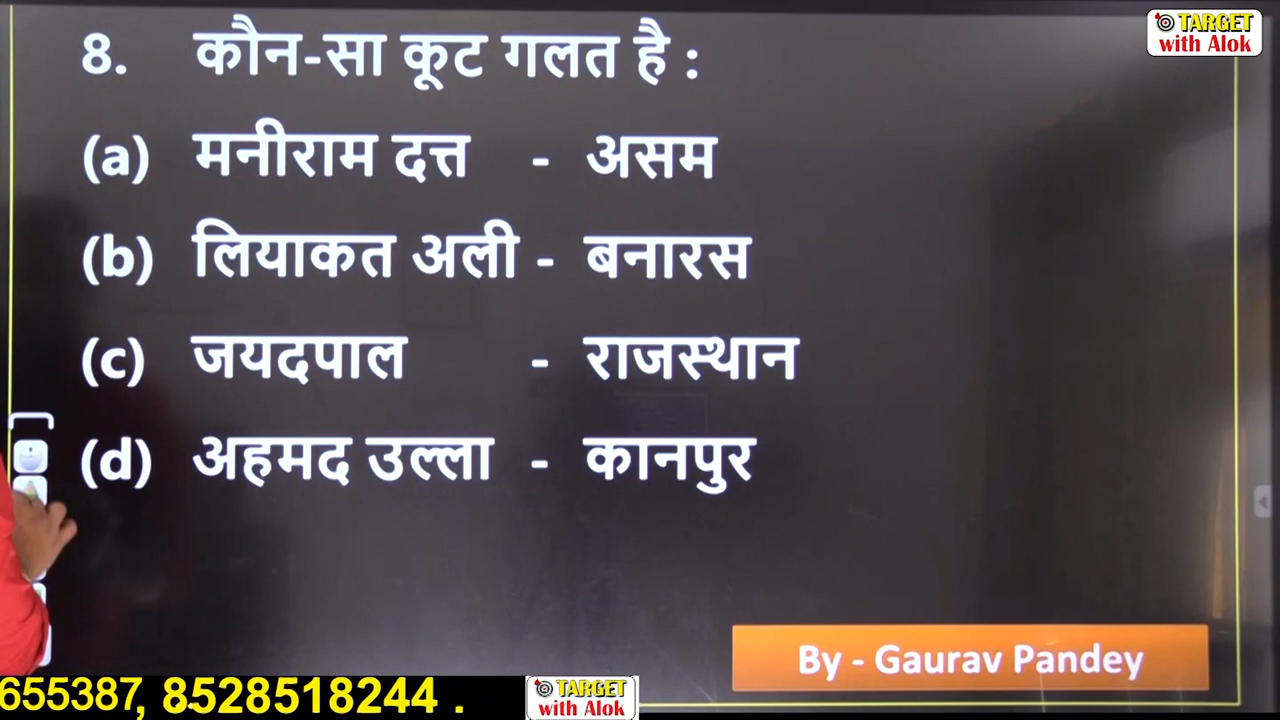 TARGET
with Alok
8. कौन-सा कूट गलत है :
(a) मनीराम दत्त - असम
(b) लियाकत अली - बनारस
(c) जयदपाल - राजस्थान
(d) अहमद उल्ला - कानपुर
By - Gaurav Pandey
655387, 8528518244 .
TARGET
with Alok